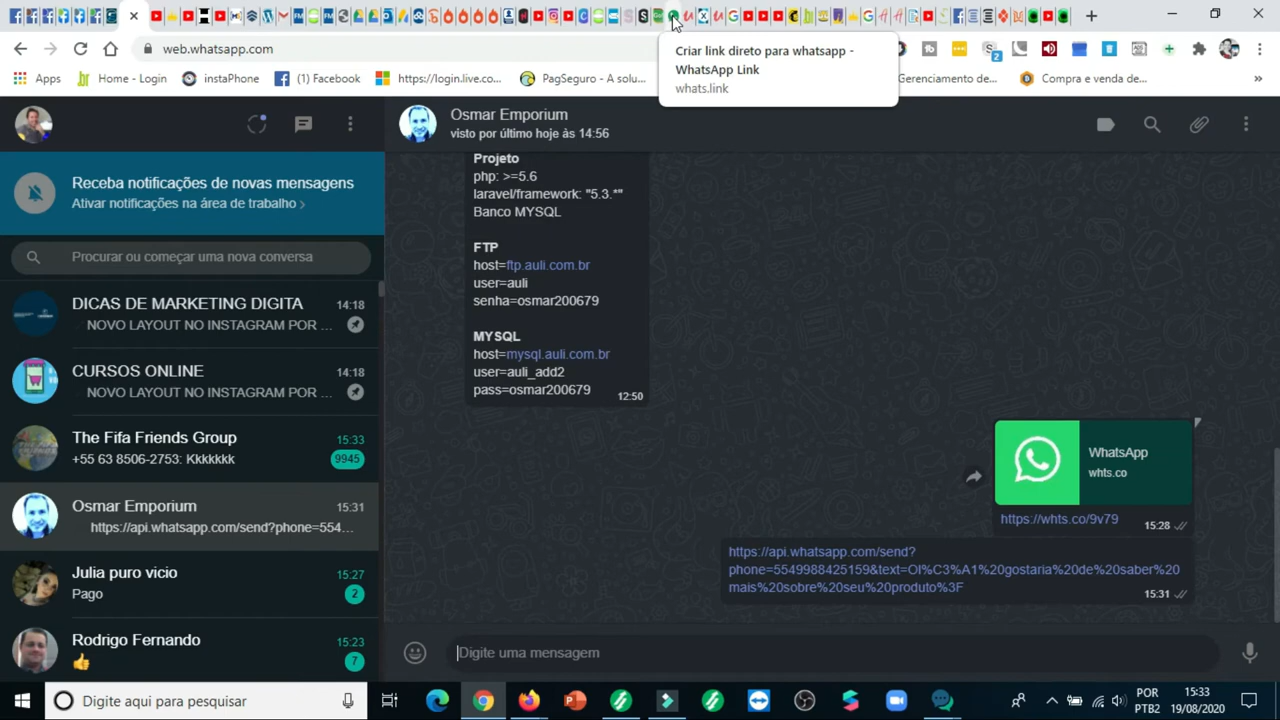 web.whatsapp.com
Criar link direto para whatsapp -
WhatsApp Link
whats.link
Apps
Home - Login
instaPhone
(1) Facebook
https://login.live.co...
PagSeguro - A solu...
Gerenciamento de...
Compra e venda de...
Osmar Emporium
visto por último hoje às 14:56
Receba notificações de novas mensagens
Ativar notificações na área de trabalho
Procurar ou começar uma nova conversa
DICAS DE MARKETING DIGITA
14:18
NOVO LAYOUT NO INSTAGRAM POR ...
CURSOS ONLINE
14:18
NOVO LAYOUT NO INSTAGRAM POR ...
The Fifa Friends Group
15:33
+55 63 8506-2753: Kkkkkkk
9945
Osmar Emporium
15:31
https://api.whatsapp.com/send?phone=554...
Julia puro vicio
15:27
Pago
2
Rodrigo Fernando
15:23
7
Projeto
php: >=5.6
laravel/framework: "5.3.*"
Banco MYSQL
FTP
host=ftp.auli.com.br
user=auli
senha=osmar200679
MYSQL
host=mysql.auli.com.br
user=auli_add2
pass=osmar200679
12:50
WhatsApp
whts.co
https://whts.co/9v79
15:28
https://api.whatsapp.com/send?
phone=5549988425159&text=Ol%C3%A1%20gostaria%20de%20saber%20
mais%20sobre%20seu%20produto%3F
15:31
Digite uma mensagem
Digite aqui para pesquisar
POR
PTB2
15:33
19/08/2020